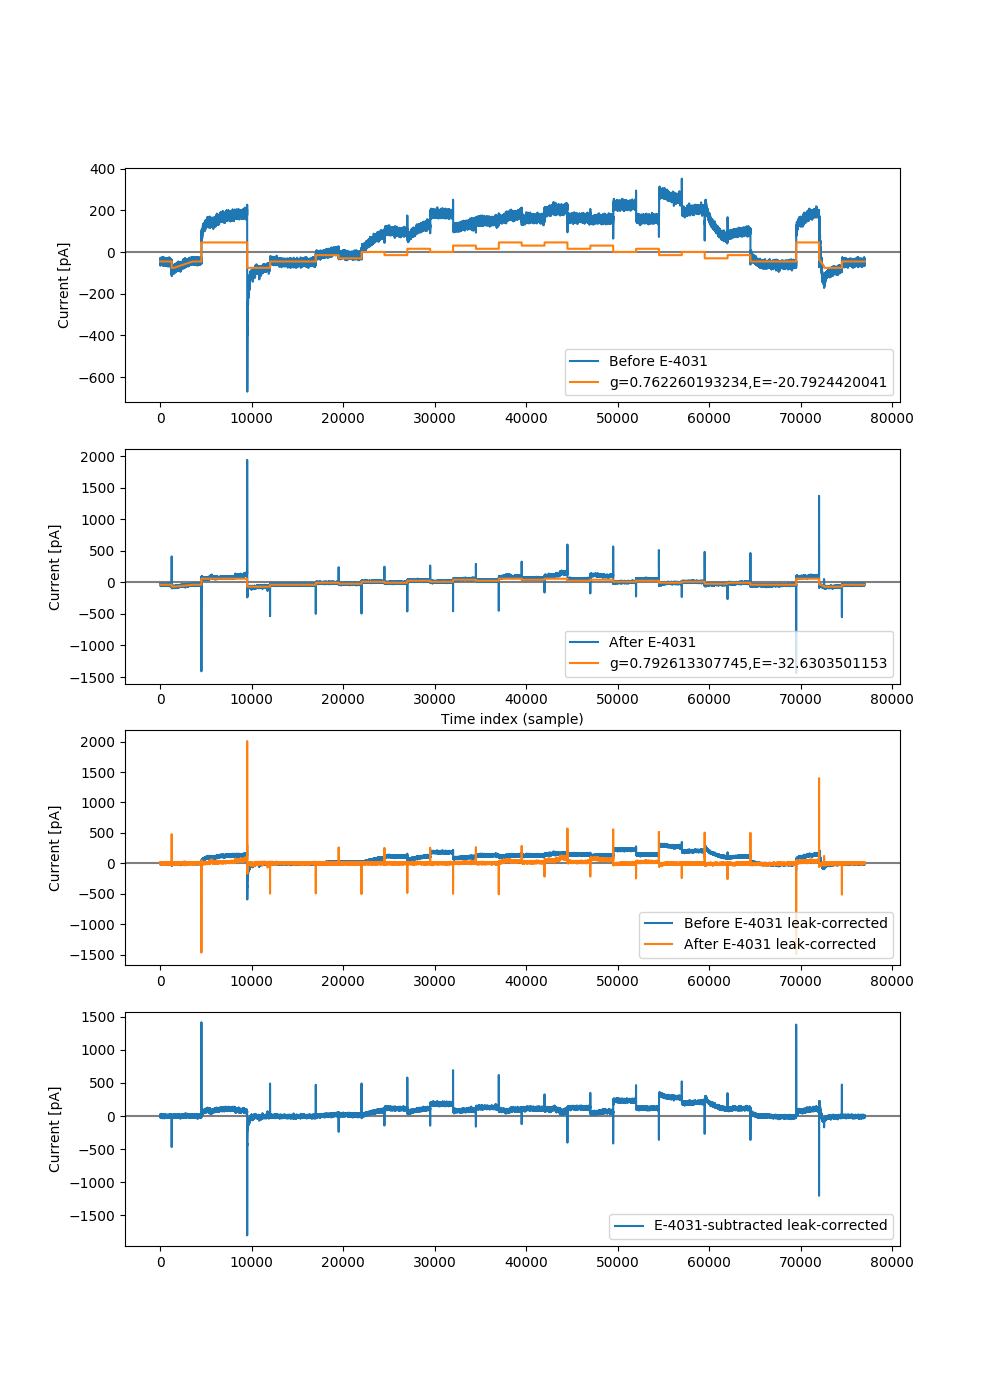 400
200
0
−200
−400
−600
Current [pA]
Before E-4031
g=0.762260193234,E=-20.7924420041
0 10000 20000 30000 40000 50000 60000 70000 80000
2000
1500
1000
500
0
−500
−1000
−1500
Current [pA]
After E-4031
g=0.792613307745,E=-32.6303501153
0 10000 20000 30000 40000 50000 60000 70000 80000
Time index (sample)
2000
1500
1000
500
0
−500
−1000
−1500
Current [pA]
Before E-4031 leak-corrected
After E-4031 leak-corrected
0 10000 20000 30000 40000 50000 60000 70000 80000
1500
1000
500
0
−500
−1000
−1500
Current [pA]
E-4031-subtracted leak-corrected
0 10000 20000 30000 40000 50000 60000 70000 80000